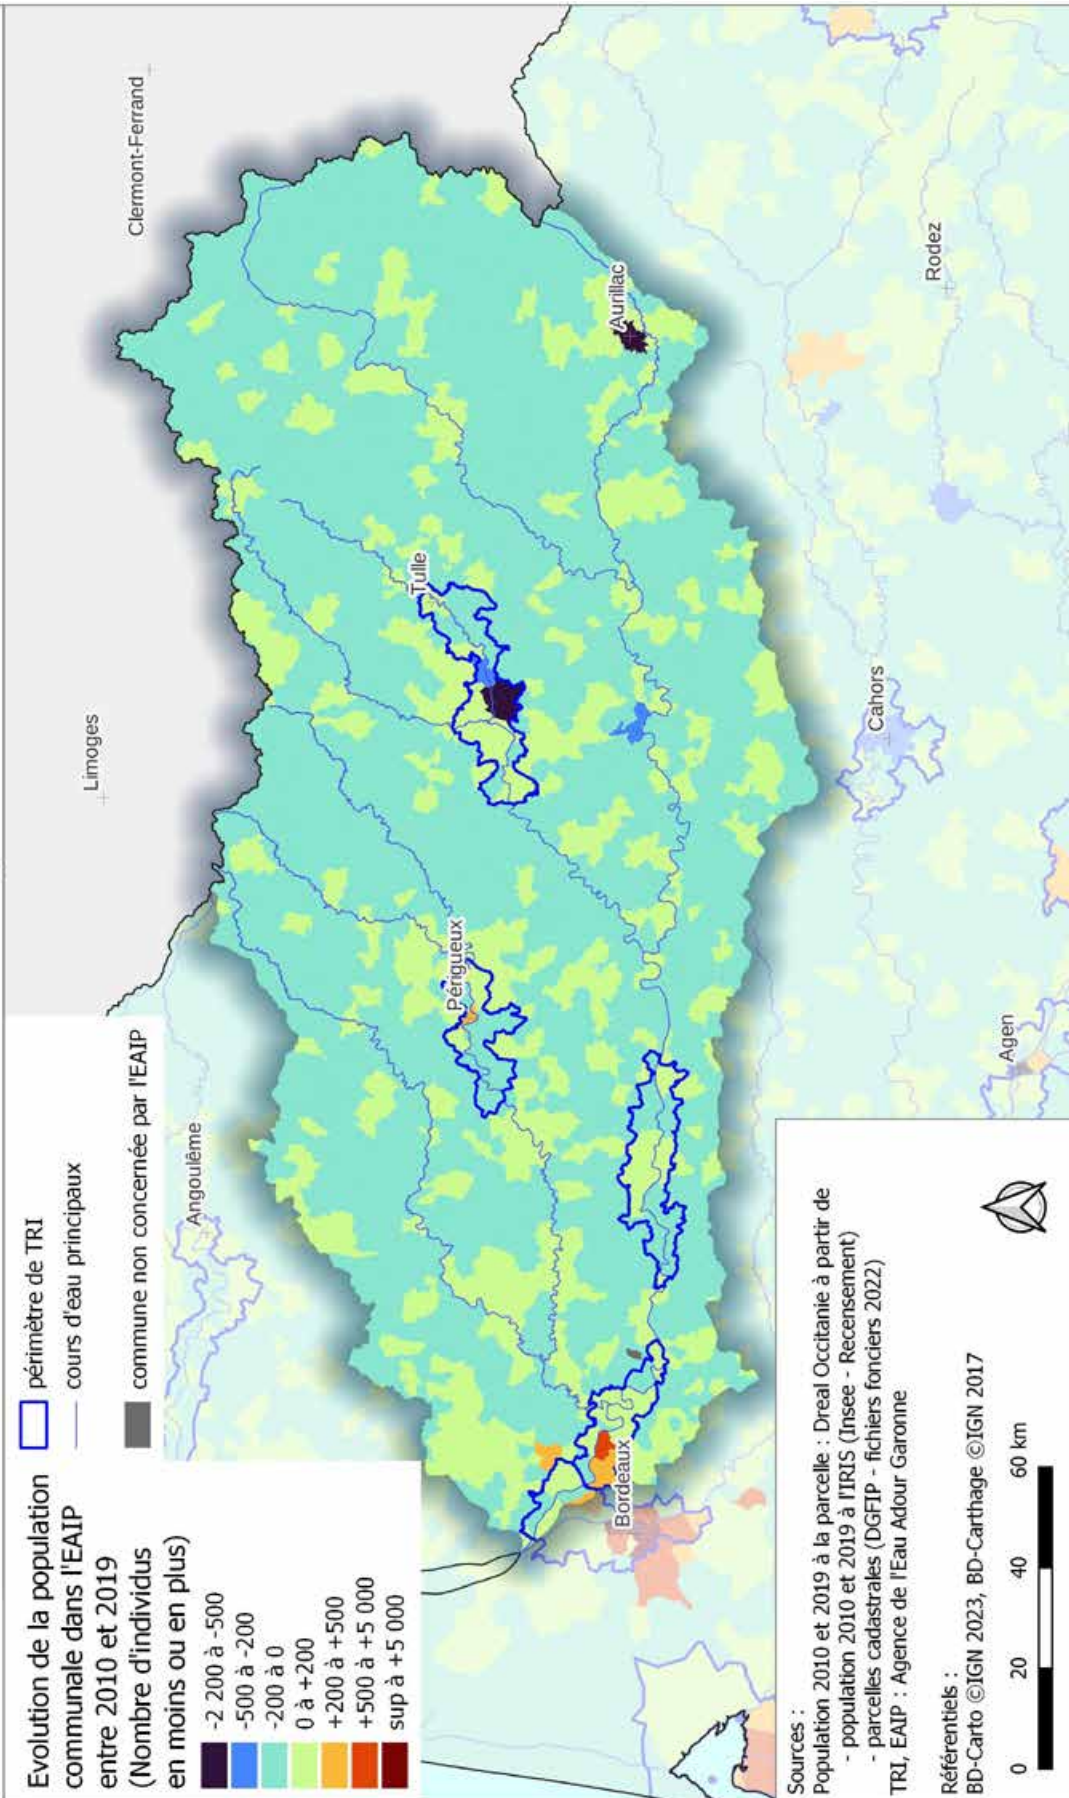 Evolution de la population
communale dans l'EAIP
entre 2010 et 2019
(Nombre d'individus
en moins ou en plus)
-2 200 à -500
-500 à -200
-200 à 0
0 à +200
+200 à +500
+500 à +5 000
sup à +5 000
périmètre de TRI
cours d'eau principaux
commune non concernée par l'EAIP
Clermont-Ferrand
Limoges
Angoulême
Tulle
Périgueux
Aurillac
Bordeaux
Rodez
Cahors
Agen
Sources :
Population 2010 et 2019 à la parcelle : Dreal Occitanie à partir de
- population 2010 et 2019 à l'IRIS (Insee - Recensement)
- parcelles cadastrales (DGFIP - fichiers fonciers 2022)
TRI, EAIP : Agence de l'Eau Adour Garonne
Référentiels :
BD-Carto ©IGN 2023, BD-Carthage ©IGN 2017
0 20 40 60 km